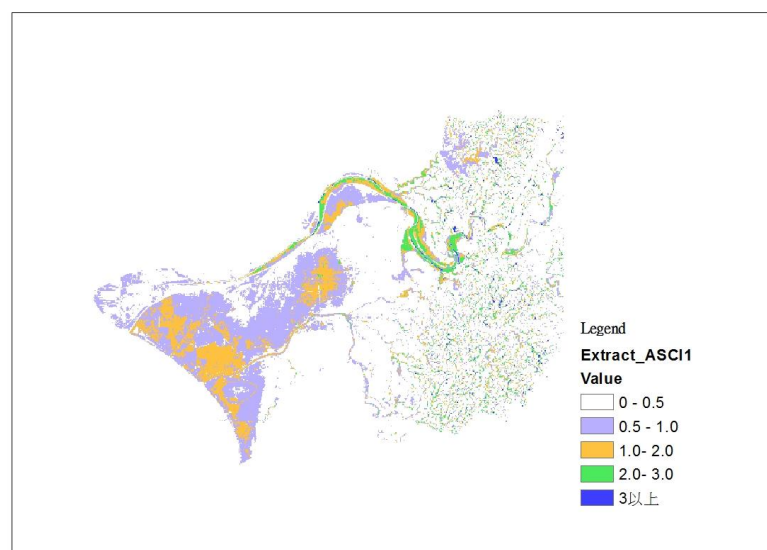 Legend
Extract_ASCI1
Value
0 - 0.5
0.5 - 1.0
1.0- 2.0
2.0- 3.0
3以上